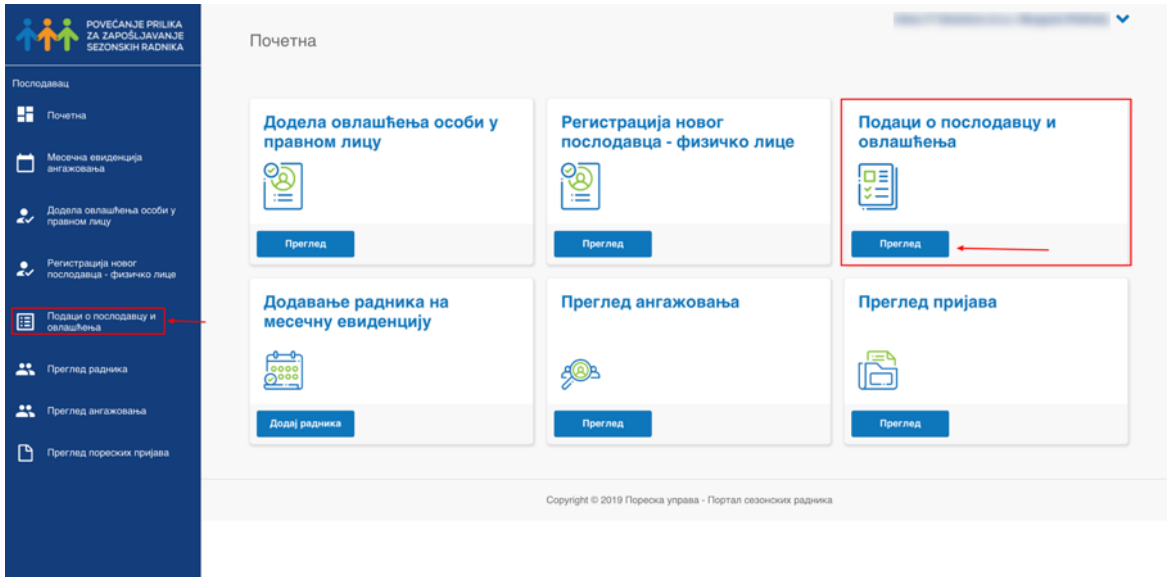 POVEĆANJE PRILIKA
ZA ZAPOŠLJAVANJE
SEZONSKIH RADNIKA
Послодавац
Почетна
Месечна евиденција
ангажовања
Додела овлашћења особи у
правном лицу
Регистрација новог
послодавца - физичко лице
Подаци о послодавцу и
овлашћења
Преглед радника
Преглед ангажовања
Преглед пореских пријава
Почетна
Додела овлашћења особи у
правном лицу
Преглед
Регистрација новог
послодавца - физичко лице
Преглед
Подаци о послодавцу и
овлашћења
Преглед
Додавање радника на
месечну евиденцију
Додај радника
Преглед ангажовања
Преглед
Преглед пријава
Преглед
Copyright © 2019 Пореска управа - Портал сезонских радника